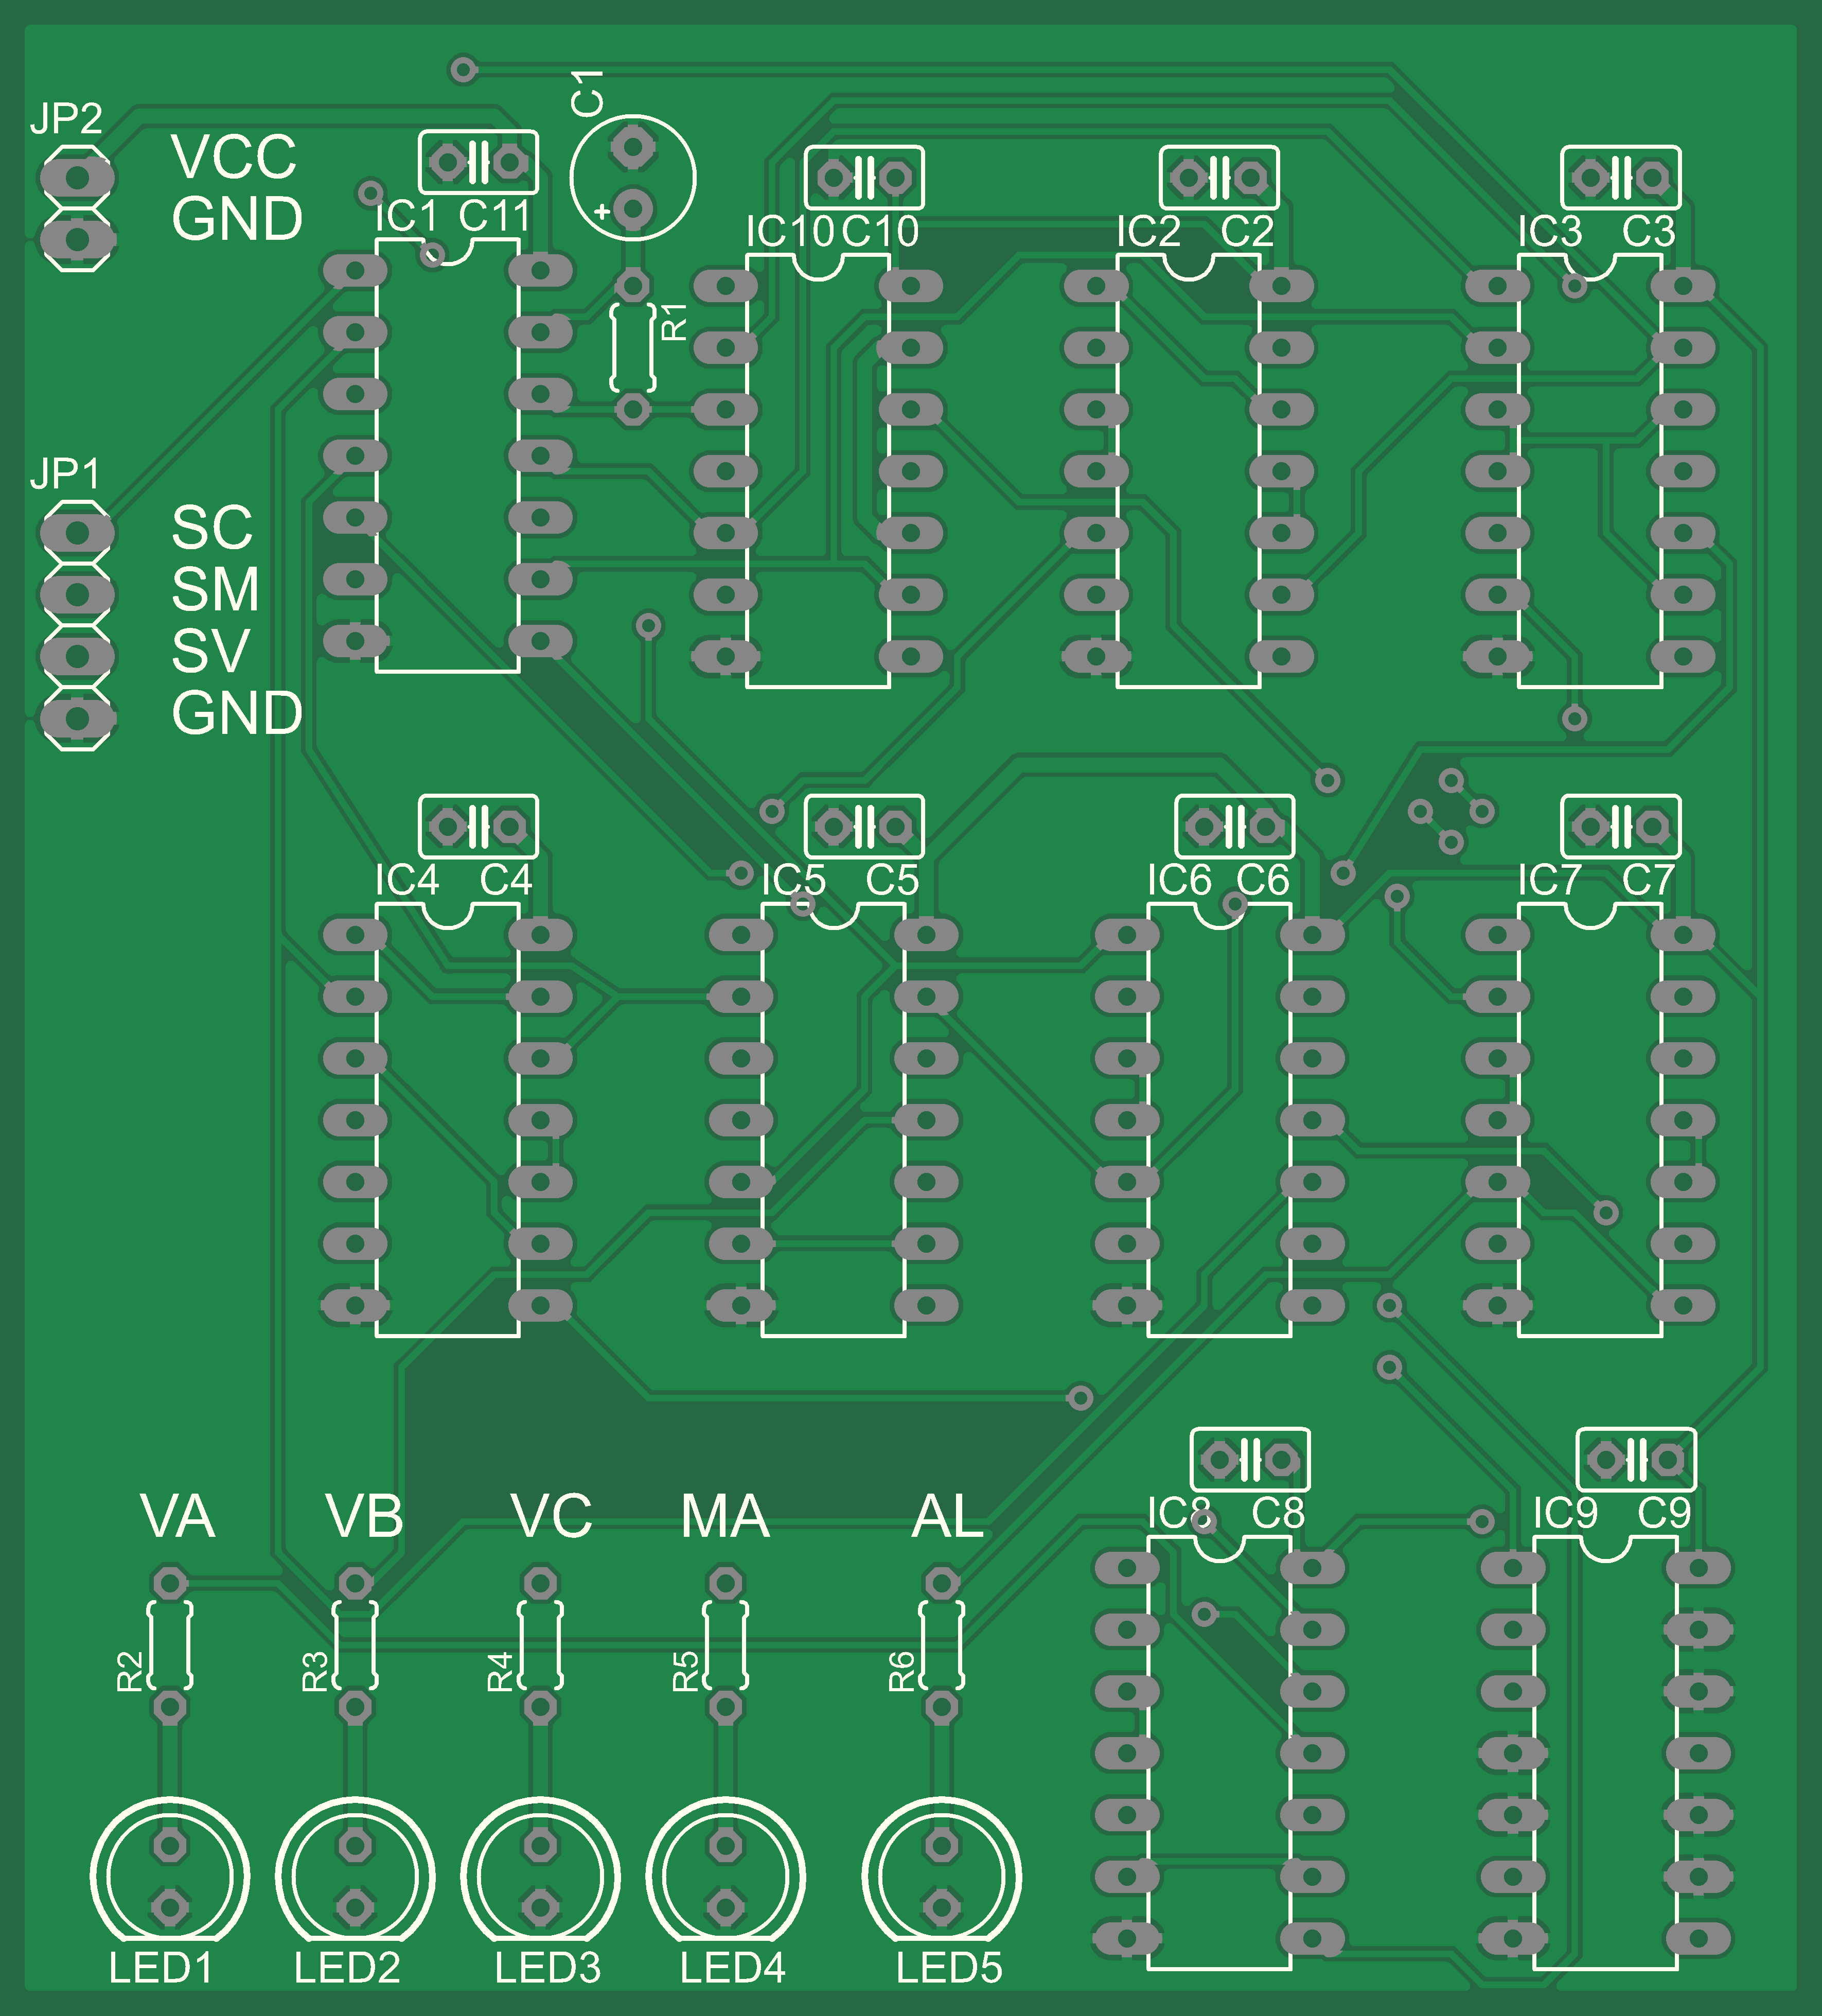 C1
JP2
VCC
GND
IC1 C11
IC10 C10
IC2 C2
IC3 C3
R1
JP1
SC
SM
SV
GND
IC4 C4
IC5 C5
IC6 C6
IC7 C7
VA VB VC MA AL
IC8 C8
IC9 C9
R2 R3 R4 R5 R6
LED1 LED2 LED3 LED4 LED5